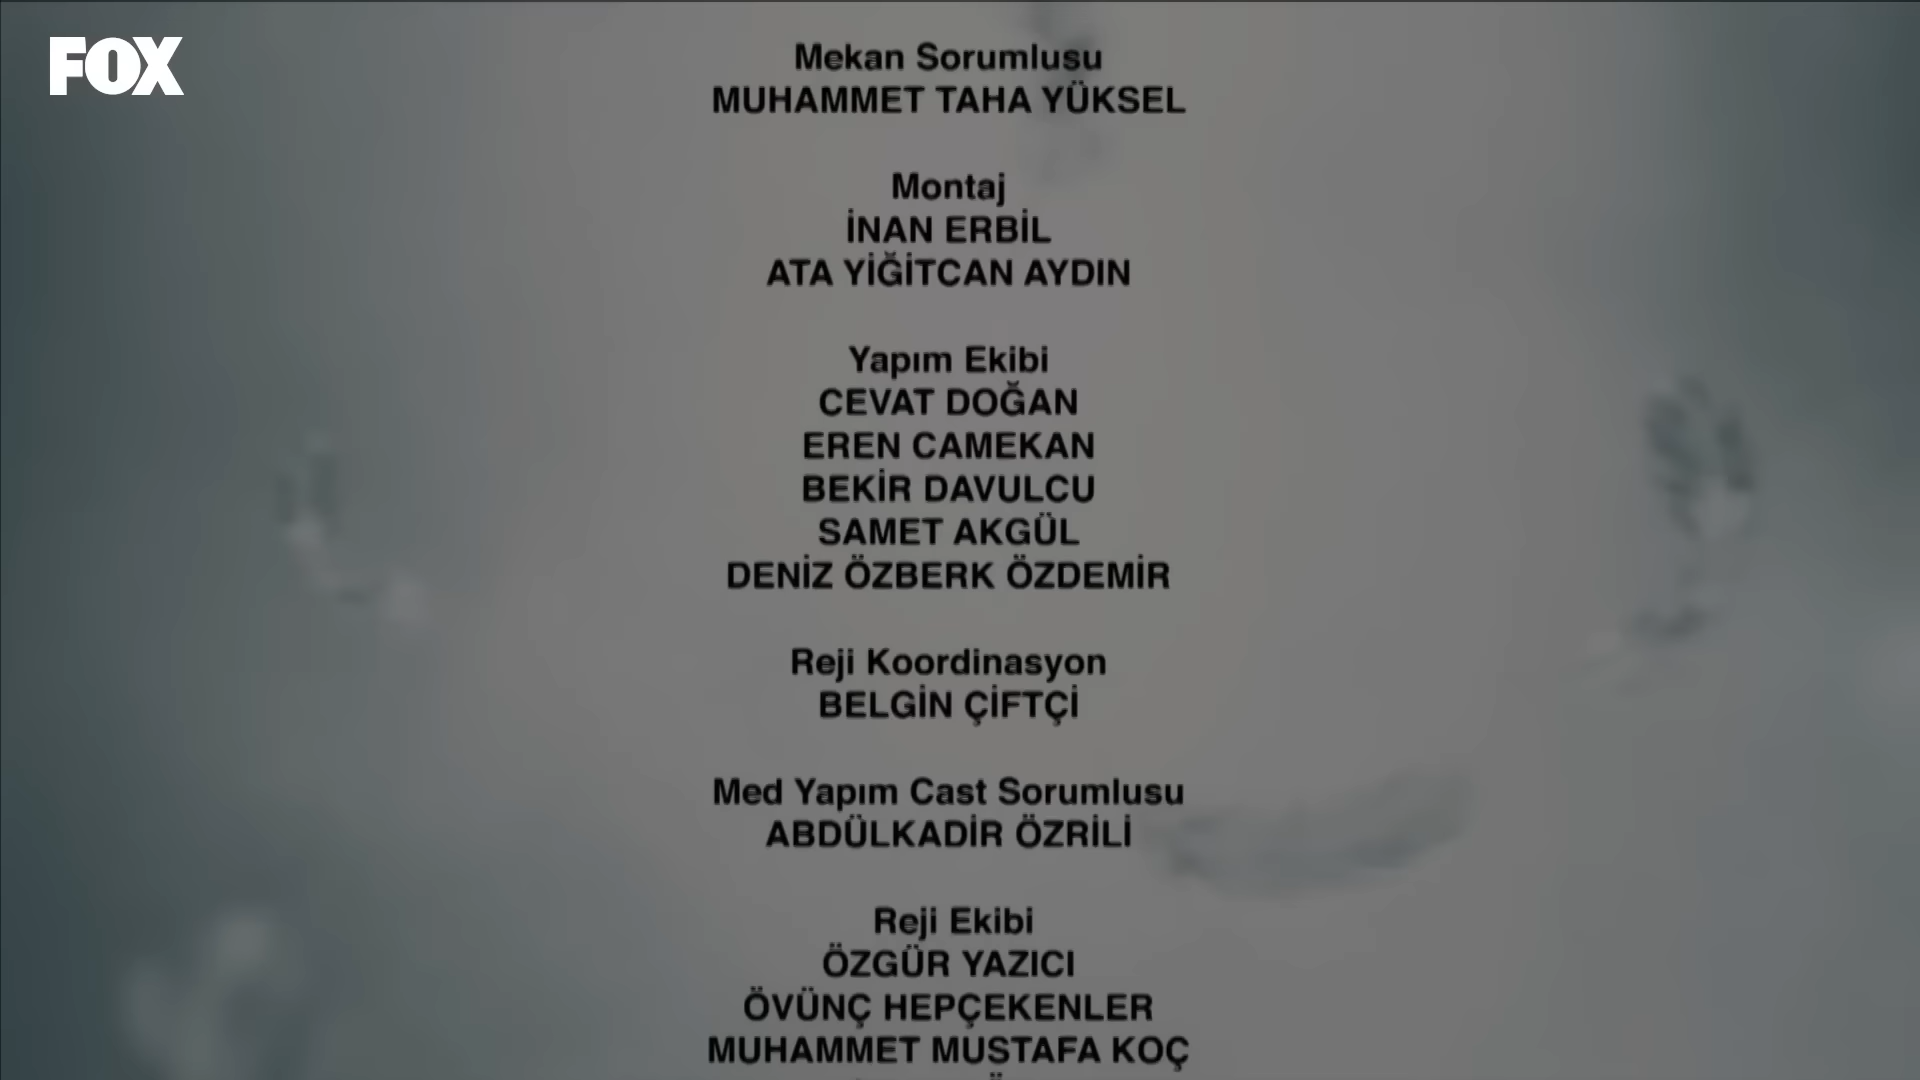 FOX
Mekan Sorumlusu
MUHAMMET TAHA YÜKSEL
Montaj
İNAN ERBİL
ATA YİĞİTCAN AYDIN
Yapım Ekibi
CEVAT DOĞAN
EREN CAMEKAN
BEKİR DAVULCU
SAMET AKGÜL
DENİZ ÖZBERK ÖZDEMİR
Reji Koordinasyon
BELGİN ÇİFTÇİ
Med Yapım Cast Sorumlusu
ABDÜLKADİR ÖZRİLİ
Reji Ekibi
ÖZGÜR YAZICI
ÖVÜNÇ HEPÇEKENLER
MUHAMMET MUSTAFA KOÇ